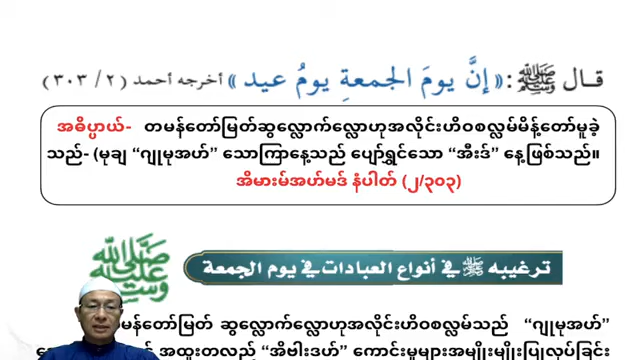 قال ﷺ: «إنَّ يومَ الجمعةِ يومُ عيد» أخرجه أحمد (٢/ ٣٠٣)
အဓိပ္ပာယ်- တမန်တော်မြတ်ဆွလ္လောက်လ္လောဟုအလိုင်းဟိဝစလ္လမ်မိန့်တော်မူခဲ့
သည်- (မုချ “ဂျုမုအဟ်” သောကြာနေ့သည် ပျော်ရွှင်သော “အီးဒ်” နေ့ဖြစ်သည်။
အိမားမ်အဟ်မဒ် နံပါတ် (၂/၃၀၃)
صلى الله عليه وسلم
ترغيبه ﷺ في أنواع العبادات في يوم الجمعة
မန်တော်မြတ် ဆွလ္လောက်လ္လောဟုအလိုင်းဟိဝစလ္လမ်သည် “ဂျုမုအဟ်”
အထူးတလည် “အိဗါးဒဟ်” ကောင်းမှုများအမျိုးမျိုးပြုလုပ်ခြင်း